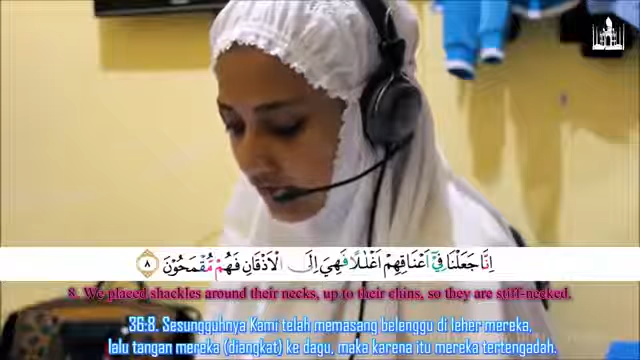 إِنَّا جَعَلْنَا فِيٓ أَعْنَاقِهِمْ أَغْلَٰلًا فَهِيَ إِلَى ٱلْأَذْقَانِ فَهُم مُّقْمَحُونَ ٨
8. We placed shackles around their necks, up to their chins, so they are stiff-necked.
36:8. Sesungguhnya Kami telah memasang belenggu di leher mereka,
lalu tangan mereka (diangkat) ke dagu, maka karena itu mereka tertengadah.